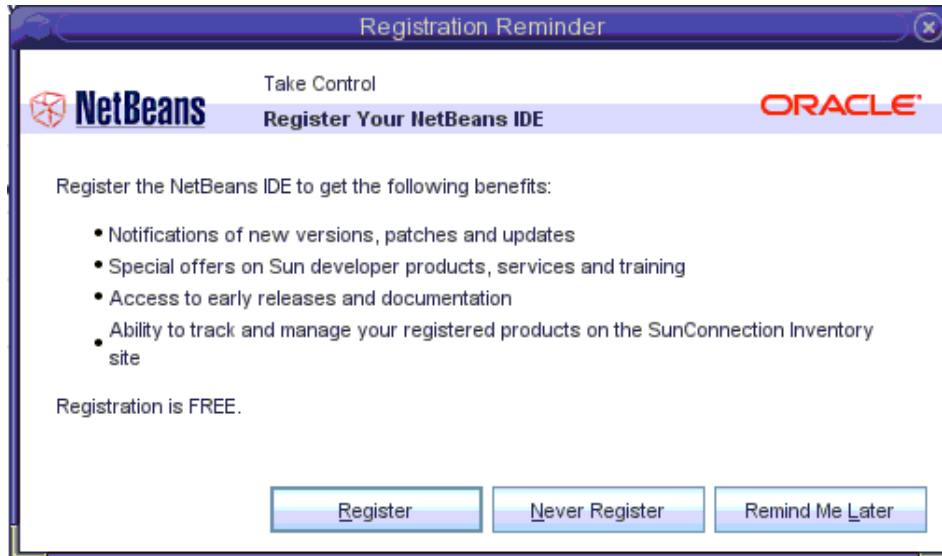 Registration Reminder
Take Control
NetBeans
Register Your NetBeans IDE
ORACLE
Register the NetBeans IDE to get the following benefits:
• Notifications of new versions, patches and updates
• Special offers on Sun developer products, services and training
• Access to early releases and documentation
• Ability to track and manage your registered products on the SunConnection Inventory
site
Registration is FREE.
Register
Never Register
Remind Me Later